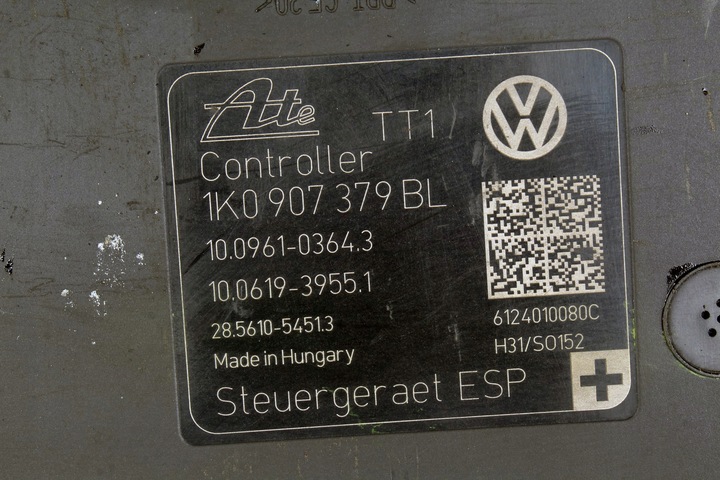 Ate
TT1
Controller
1K0 907 379 BL
10.0961-0364.3
10.0619-3955.1
28.5610-5451.3
6124010080C
Made in Hungary
H31/SO152
Steuergeraet ESP